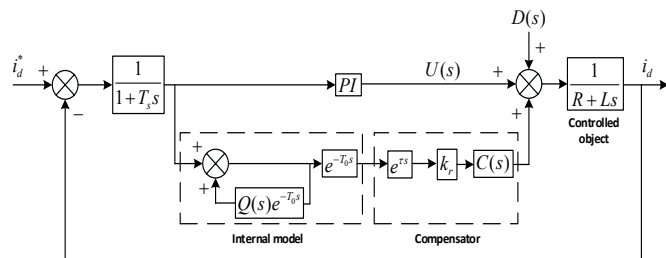 D(s)
i_d^* + − 1/(1+T_s s) PI U(s) + + + 1/(R+Ls) i_d
Controlled
object
+ + e^{-T_0 s} e^{τs} k_r C(s)
Q(s)e^{-T_0 s}
Internal model Compensator